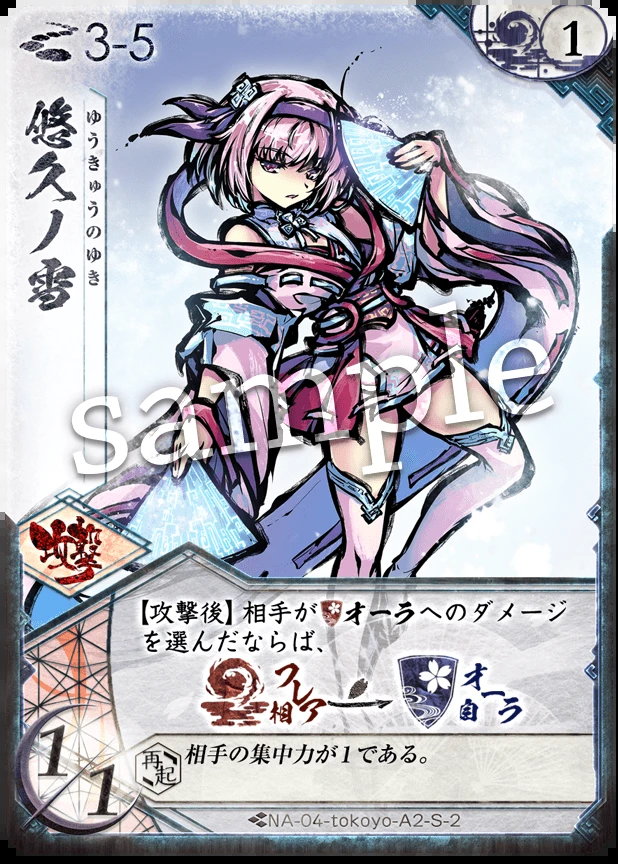 3-5
1
悠久ノ雪
ゆうきゅうのゆき
sample
攻撃
【攻撃後】相手がオーラへのダメージ
を選んだならば、
フレア
相
オーラ
自
1/1
再起
相手の集中力が1である。
NA-04-tokoyo-A2-S-2